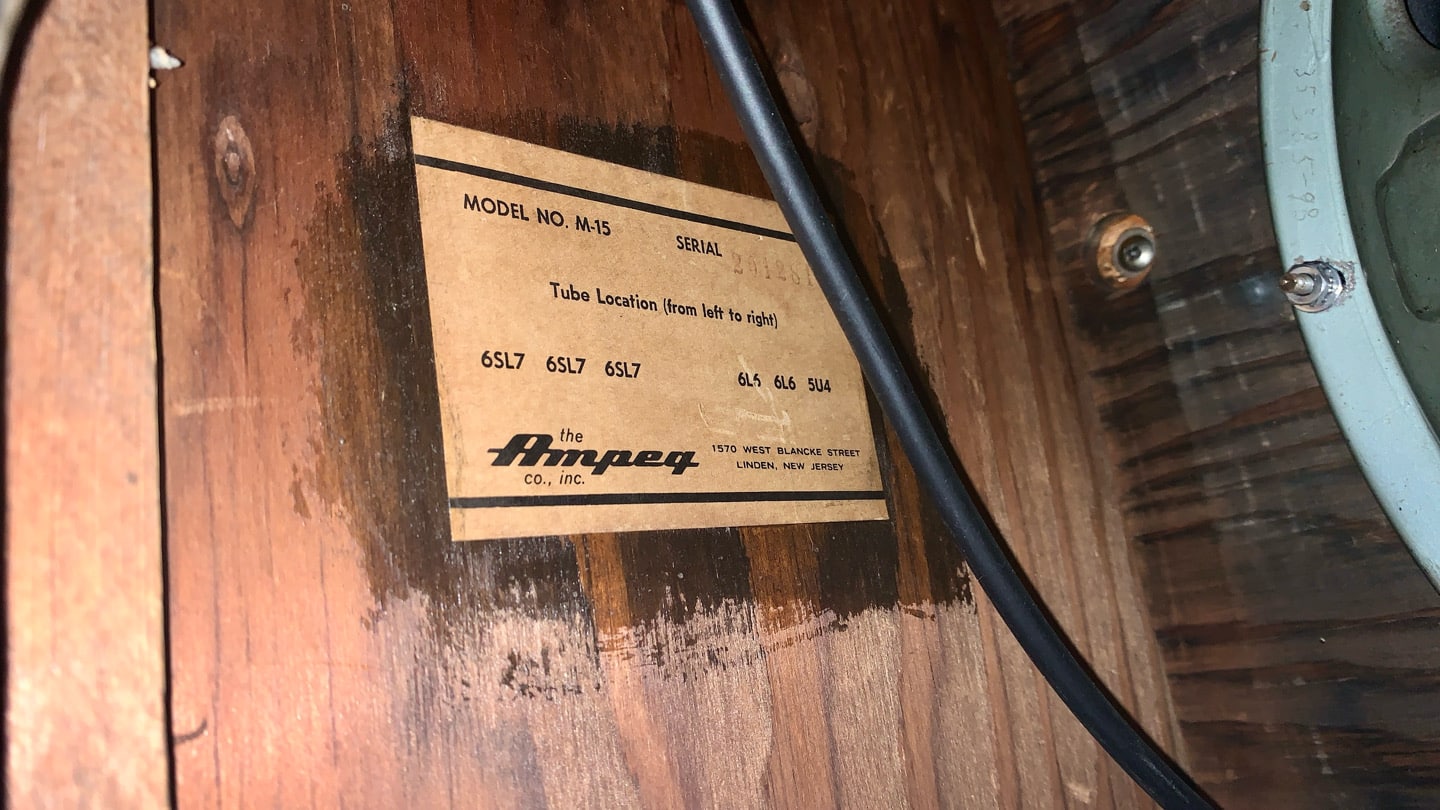 MODEL NO. M-15 SERIAL
Tube Location (from left to right)
6SL7 6SL7 6SL7 6L6 6L6 5U4
the
Ampeg
co., inc.
1570 WEST BLANCKE STREET
LINDEN, NEW JERSEY